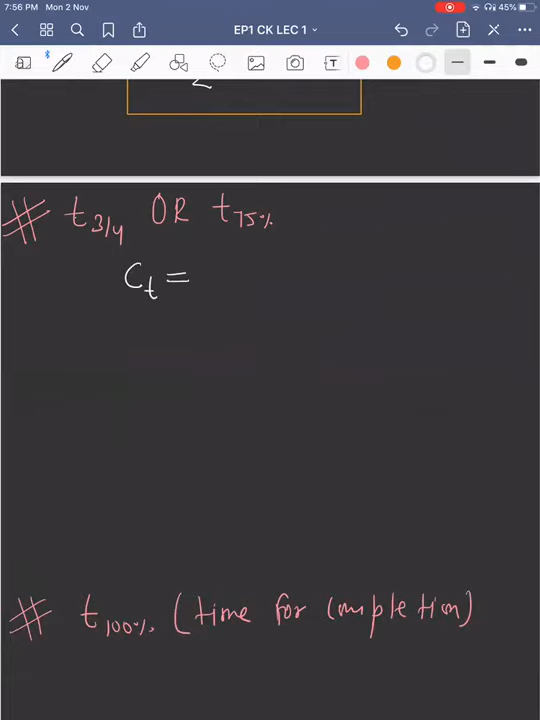 7:56 PM Mon 2 Nov 45%
EP1 CK LEC 1
T
2
# t3/4 OR t75%
Ct =
# t100% (time for completion)